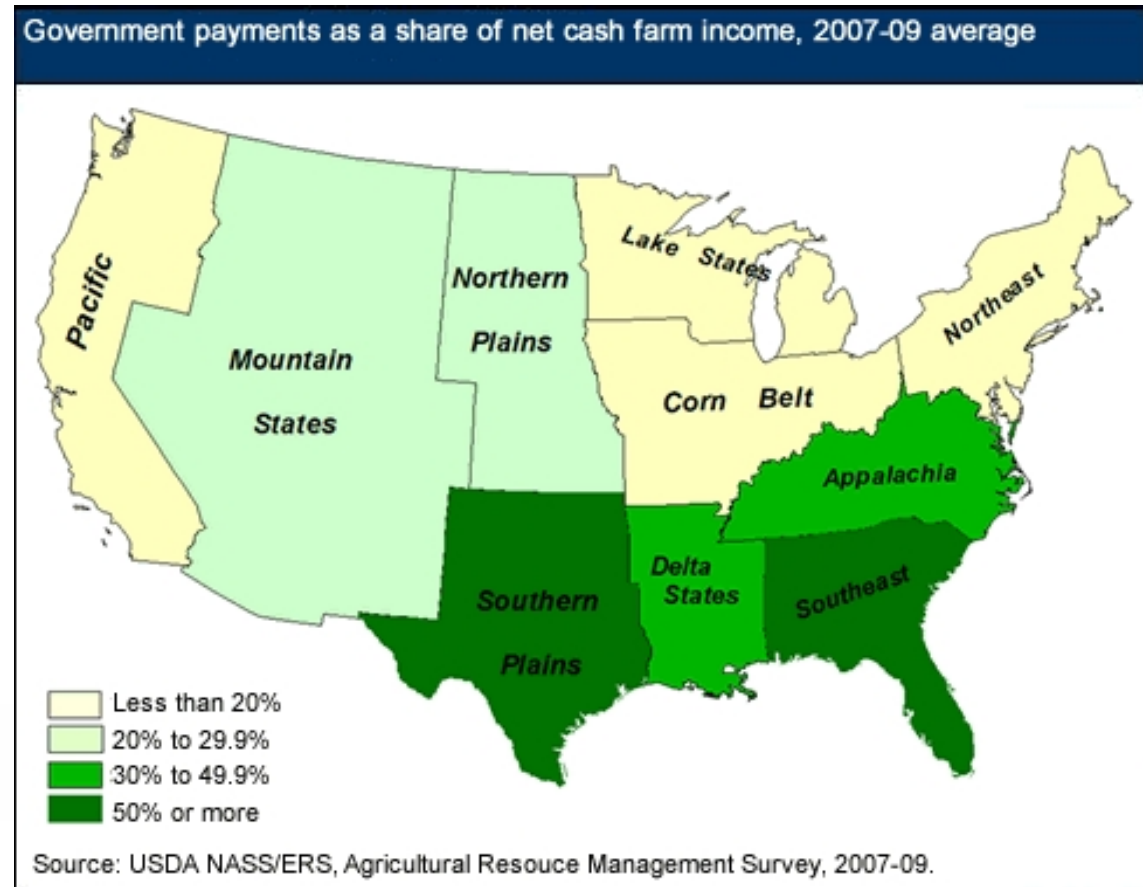 Government payments as a share of net cash farm income, 2007-09 average
Lake States
Northeast
Pacific
Northern
Plains
Mountain
States
Corn Belt
Appalachia
Delta
States
Southeast
Southern
Plains
Less than 20%
20% to 29.9%
30% to 49.9%
50% or more
Source: USDA NASS/ERS, Agricultural Resouce Management Survey, 2007-09.